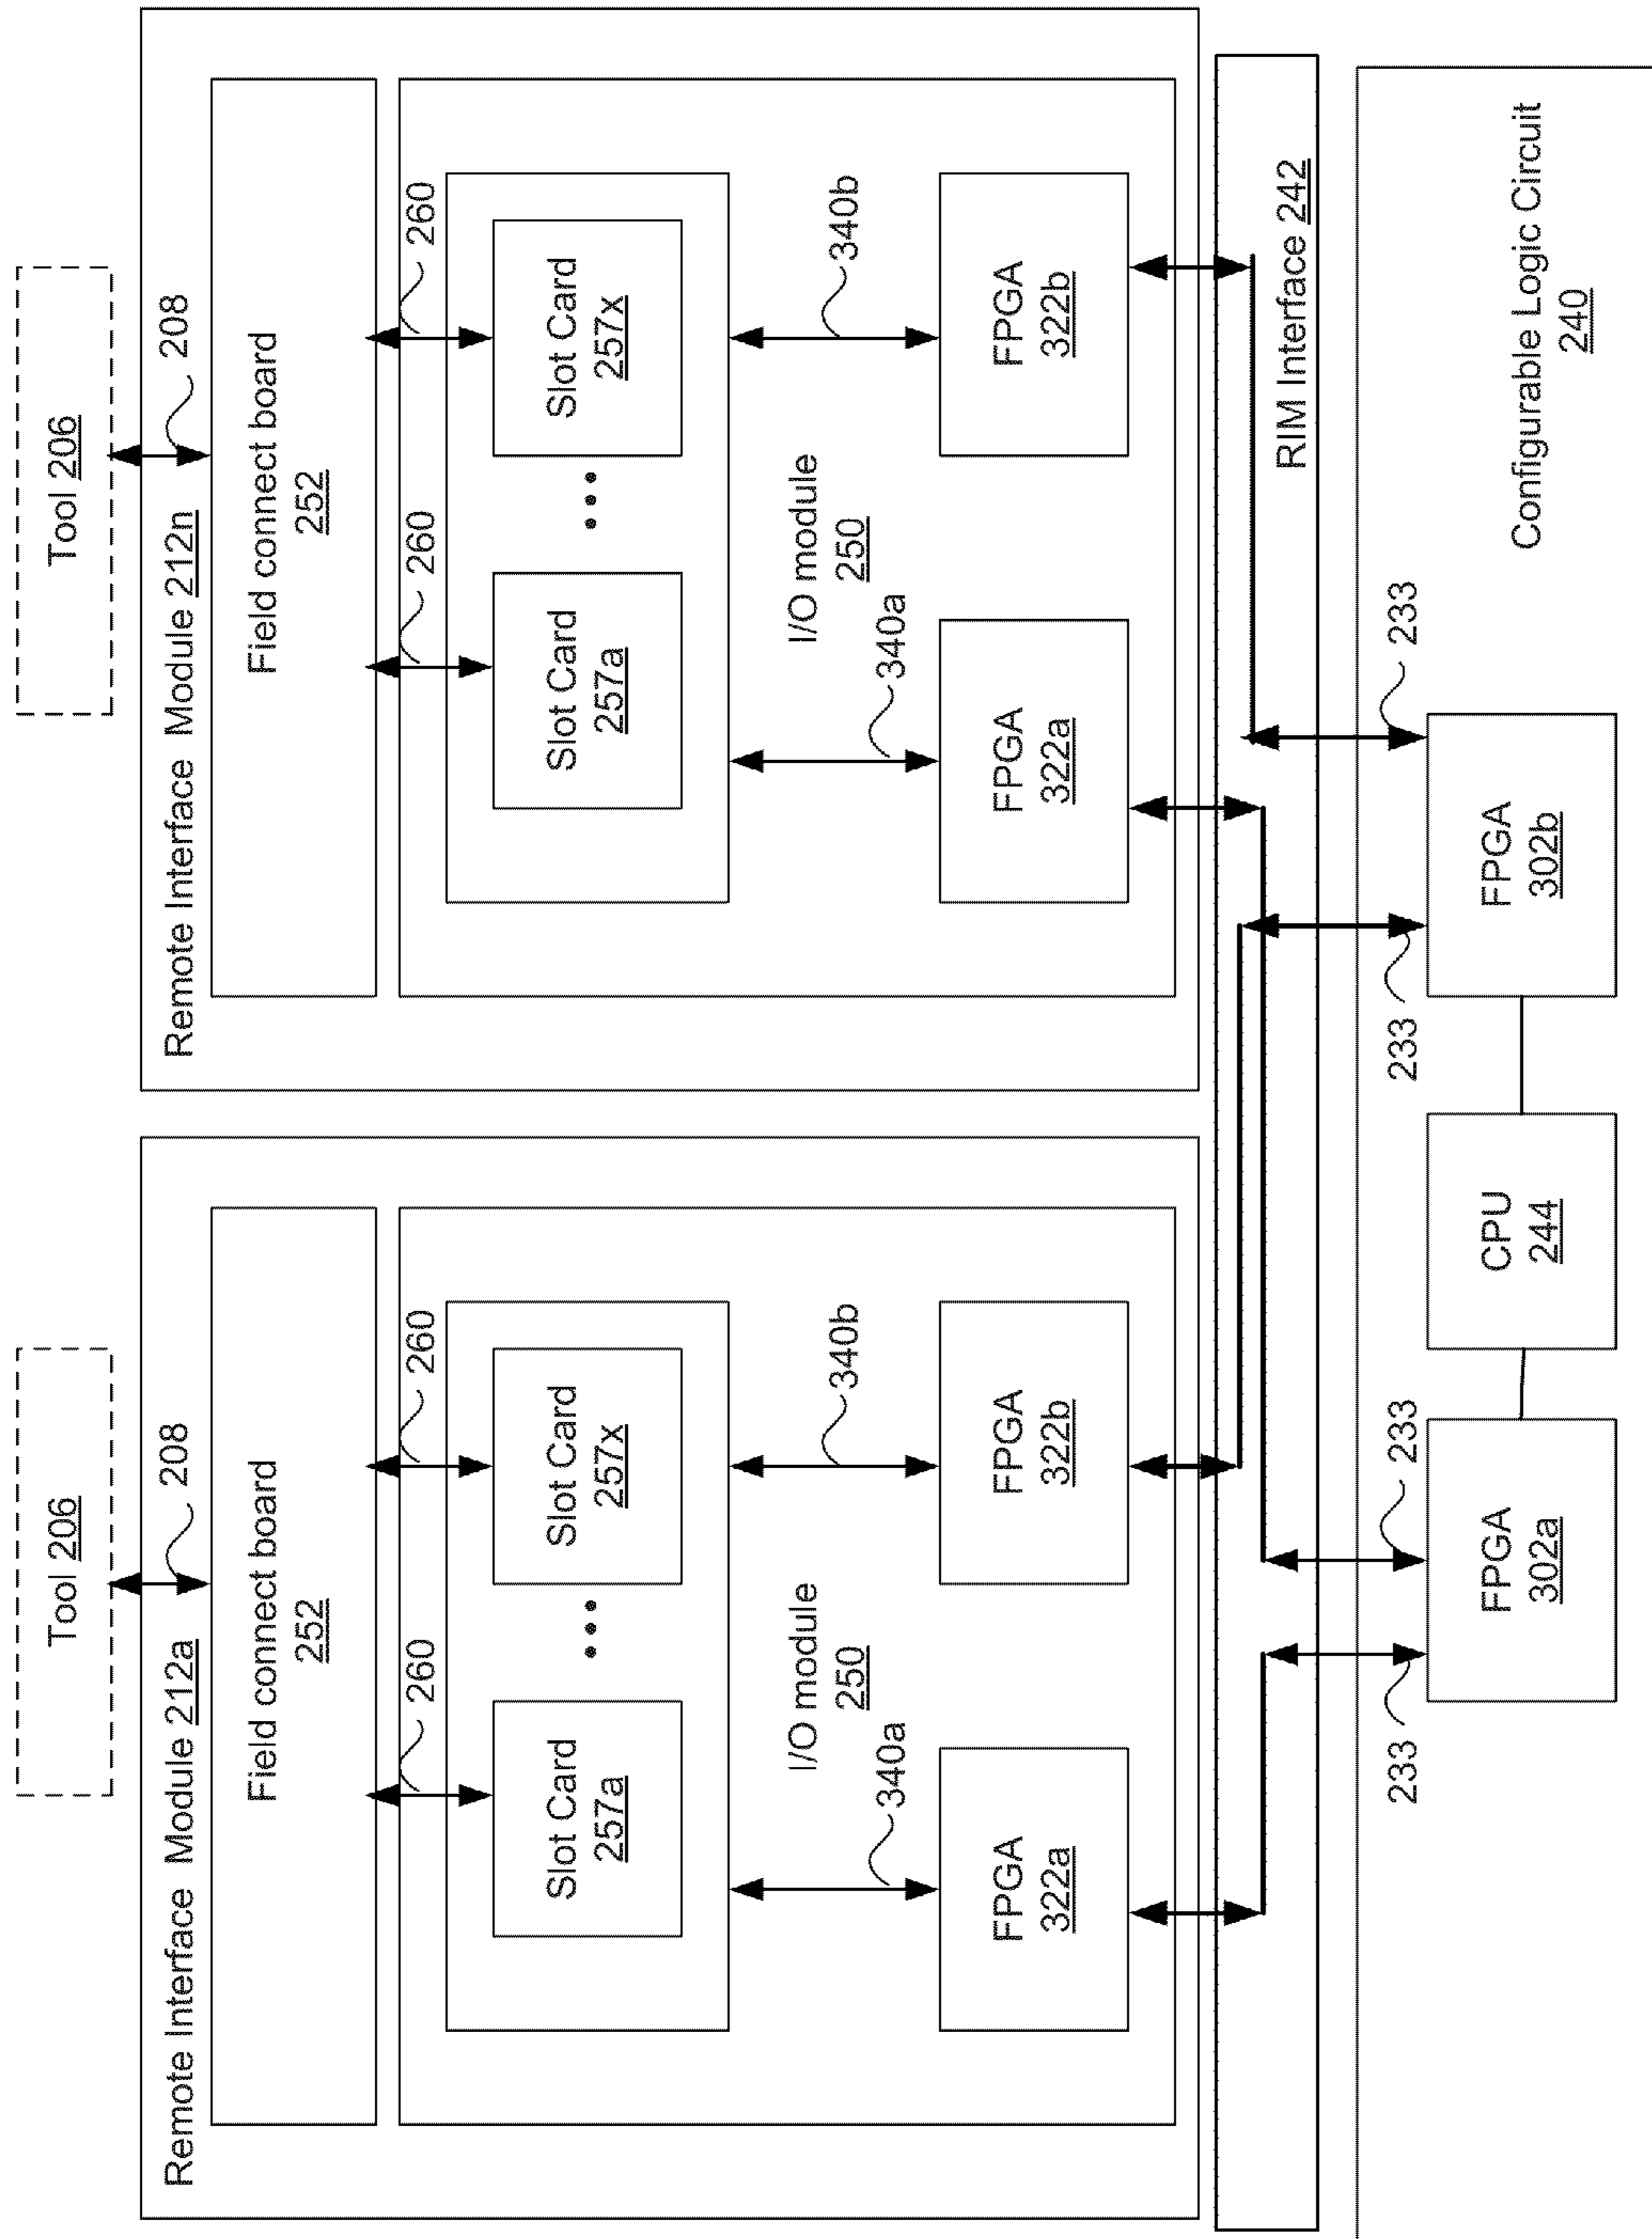 Tool 206
208
Remote Interface Module 212a
Field connect board
252
260
260
Slot Card
257a
...
Slot Card
257x
340a
I/O module
250
340b
FPGA
322a
FPGA
322b
Tool 206
208
Remote Interface Module 212n
Field connect board
252
260
260
Slot Card
257a
...
Slot Card
257x
340a
I/O module
250
340b
FPGA
322a
FPGA
322b
RIM Interface 242
233
233
233
233
FPGA
302a
CPU
244
FPGA
302b
Configurable Logic Circuit
240